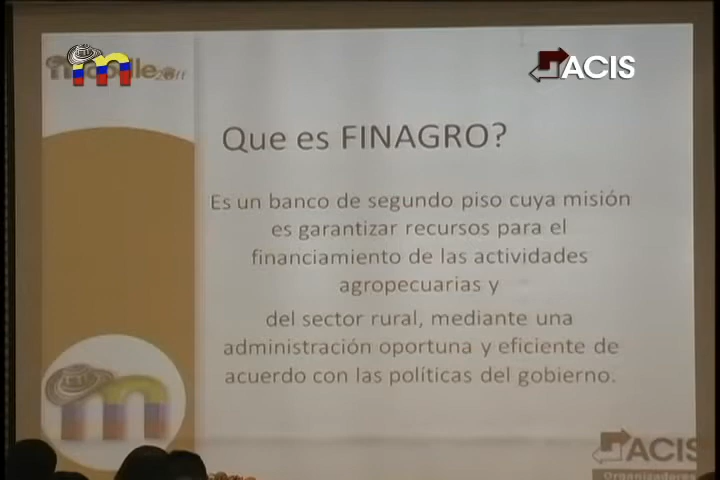 ACIS
Que es FINAGRO?
Es un banco de segundo piso cuya misión
es garantizar recursos para el
financiamiento de las actividades
agropecuarias y
del sector rural, mediante una
administración oportuna y eficiente de
acuerdo con las políticas del gobierno.
m
ACIS
Organizadores